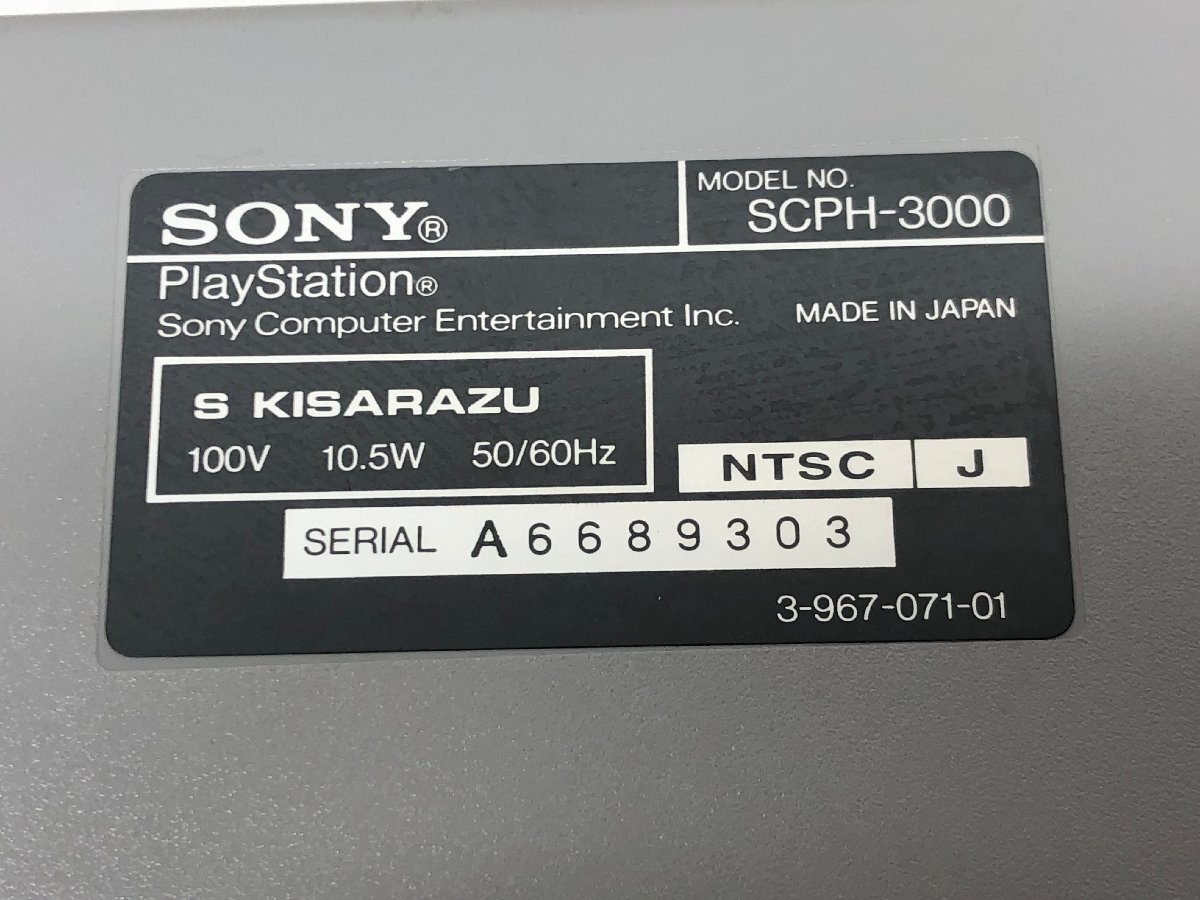 SONY®
MODEL NO.
SCPH-3000
PlayStation®
Sony Computer Entertainment Inc.
MADE IN JAPAN
S KISARAZU
100V 10.5W 50/60Hz
NTSC J
SERIAL A6689303
3-967-071-01